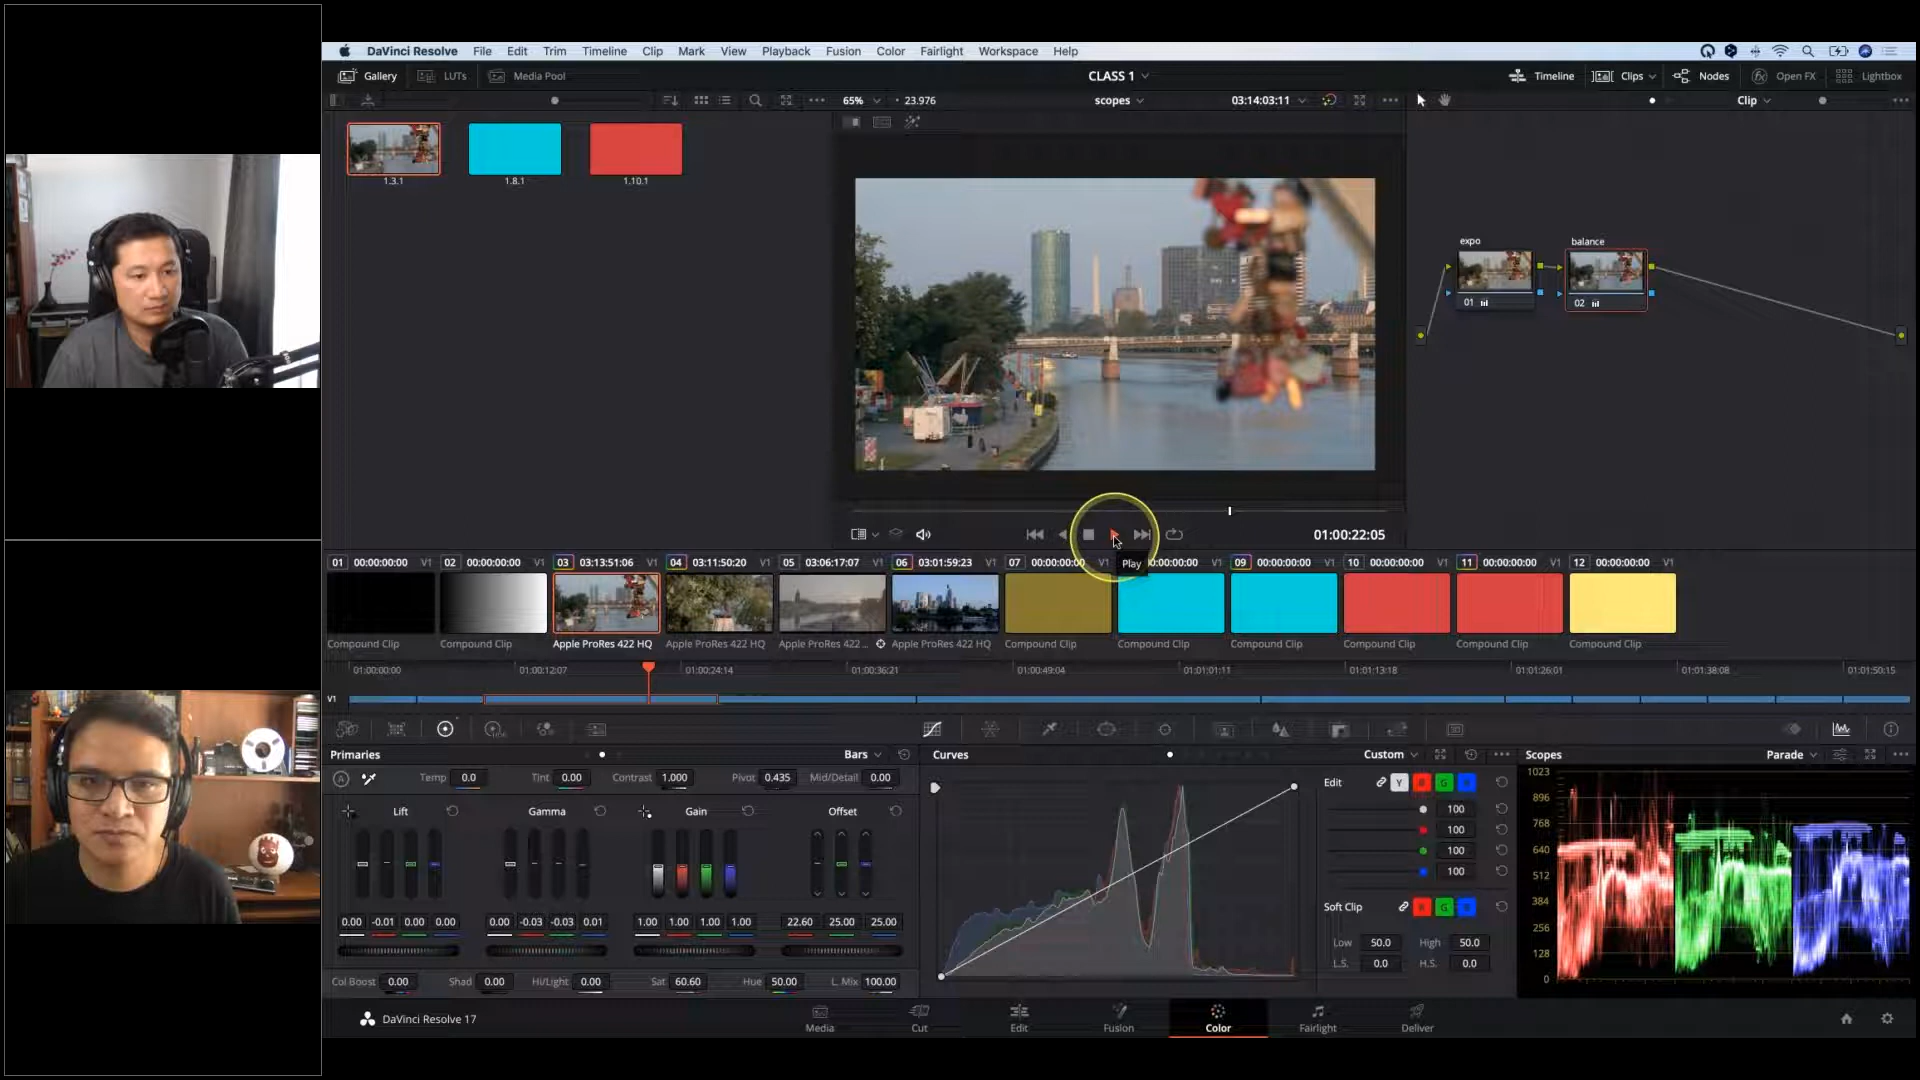 DaVinci Resolve File Edit Trim Timeline Clip Mark View Playback Fusion Color Fairlight Workspace Help
Gallery LUTs Media Pool CLASS 1 Timeline Clips Nodes Open FX Lightbox
65% 23.976 scopes 03:14:03:11 Clip
1.3.1 1.8.1 1.10.1
expo balance
01 02
01:00:22:05
Play
01 00:00:00:00 V1 02 00:00:00:00 V1 03 03:13:51:06 V1 04 03:11:50:20 V1 05 03:06:17:07 V1 06 03:01:59:23 V1 07 00:00:00:00 V1 0:00:00:00 V1 09 00:00:00:00 V1 10 00:00:00:00 V1 11 00:00:00:00 V1 12 00:00:00:00 V1
Compound Clip Compound Clip Apple ProRes 422 HQ Apple ProRes 422 HQ Apple ProRes 422 ... Apple ProRes 422 HQ Compound Clip Compound Clip Compound Clip Compound Clip Compound Clip Compound Clip
01:00:00:00 01:00:12:07 01:00:24:14 01:00:36:21 01:00:49:04 01:01:01:11 01:01:13:18 01:01:26:01 01:01:38:08 01:01:50:15
V1
Primaries Bars Curves Custom Scopes Parade
Temp 0.0 Tint 0.00 Contrast 1.000 Pivot 0.435 Mid/Detail 0.00
Lift Gamma Gain Offset
0.00 -0.01 0.00 0.00 0.00 -0.03 -0.03 0.01 1.00 1.00 1.00 1.00 22.60 25.00 25.00
Col Boost 0.00 Shad 0.00 Hi/Light 0.00 Sat 60.60 Hue 50.00 L. Mix 100.00
Edit Y R G B
100
100
100
100
Soft Clip R G B
Low 50.0 High 50.0
L.S. 0.0 H.S. 0.0
1023
896
768
640
512
384
256
128
0
DaVinci Resolve 17
Media Cut Edit Fusion Color Fairlight Deliver